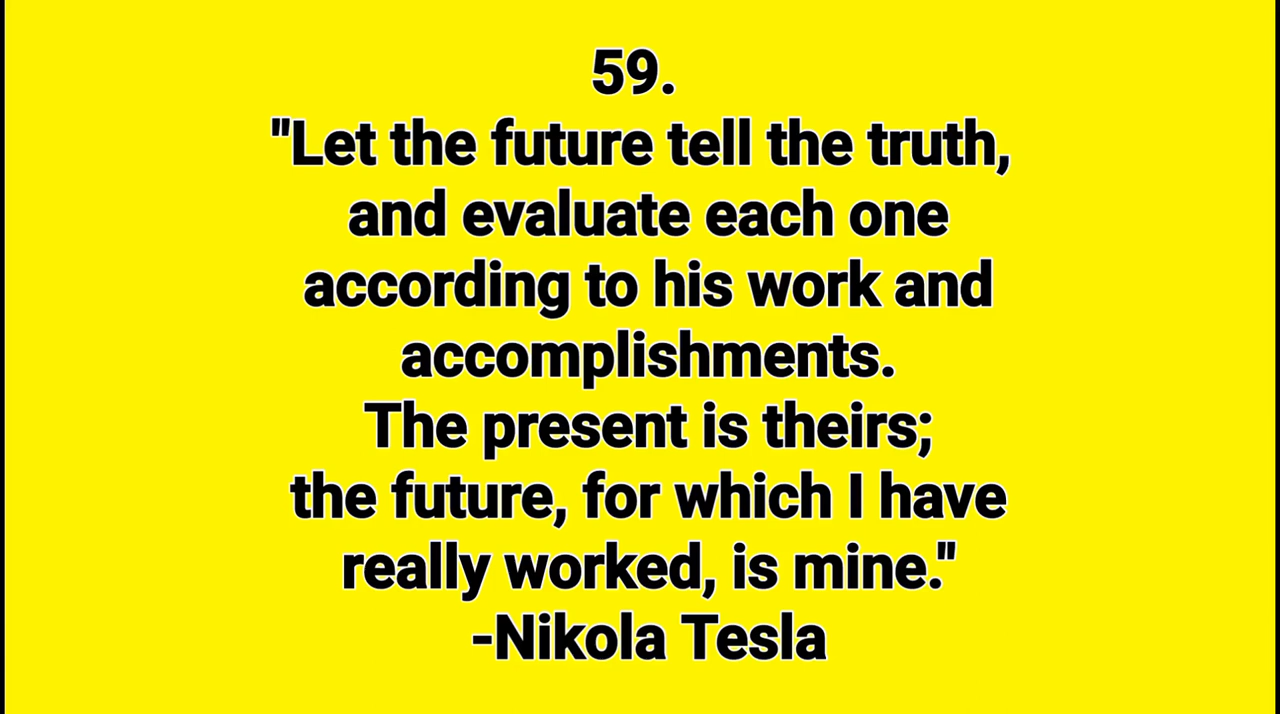 59.
"Let the future tell the truth,
and evaluate each one
according to his work and
accomplishments.
The present is theirs;
the future, for which I have
really worked, is mine."
-Nikola Tesla